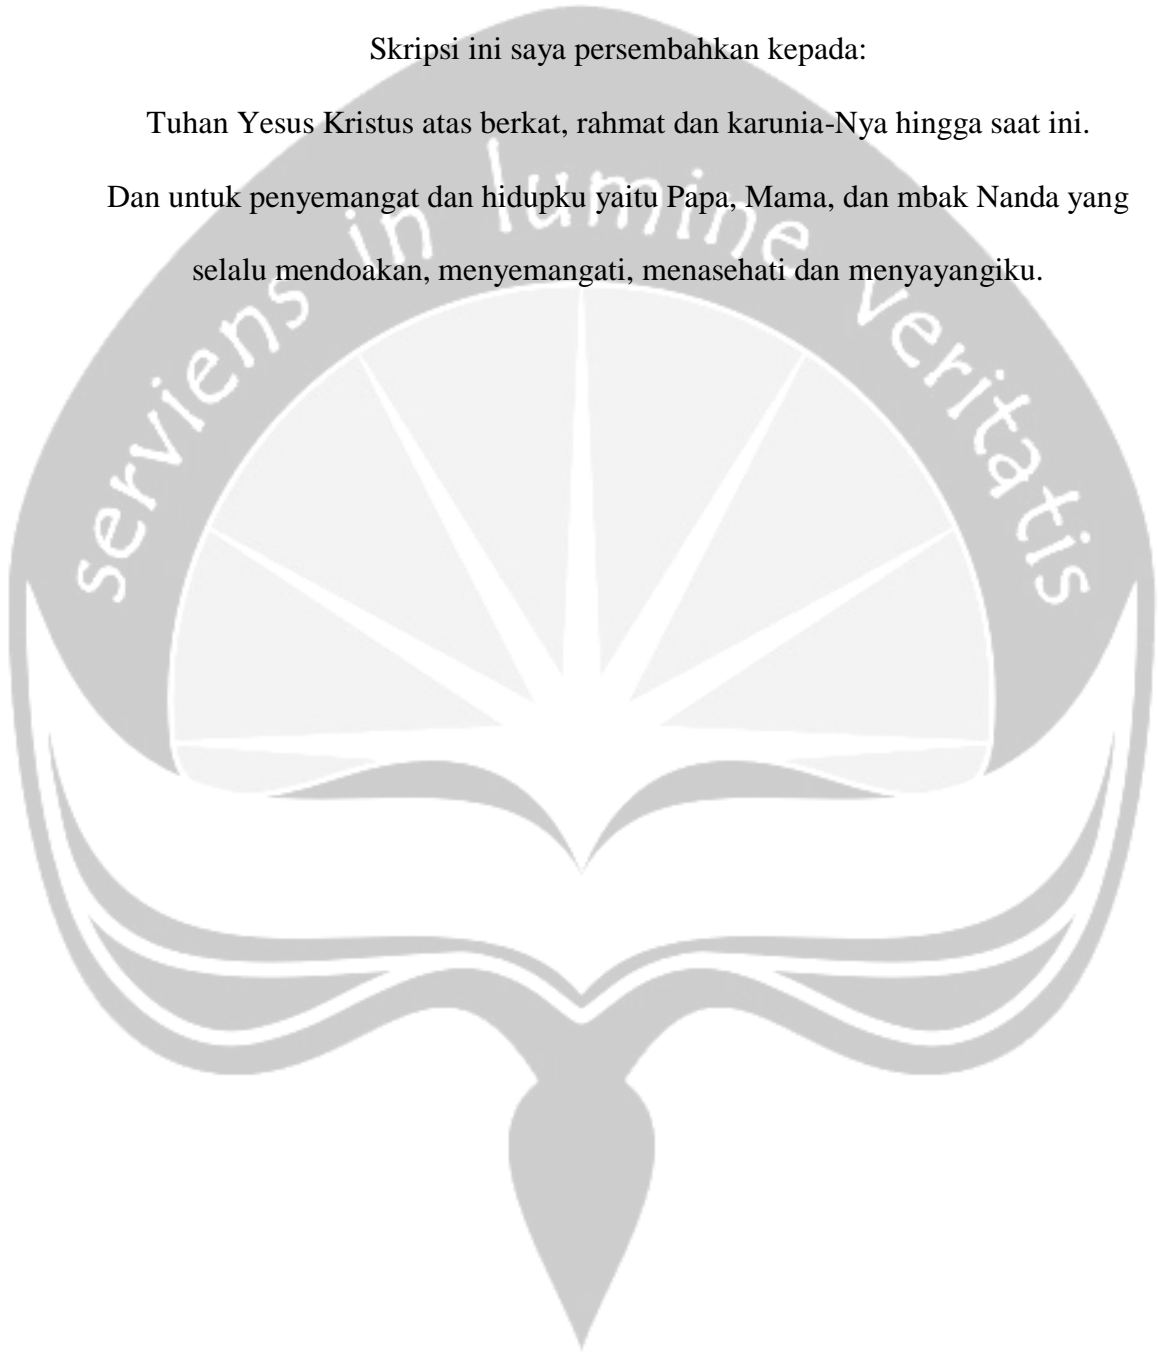 Skripsi ini saya persembahkan kepada:
Tuhan Yesus Kristus atas berkat, rahmat dan karunia-Nya hingga saat ini.
Dan untuk penyemangat dan hidupku yaitu Papa, Mama, dan mbak Nanda yang
selalu mendoakan, menyemangati, menasehati dan menyayangiku.
serviens in lumine veritatis